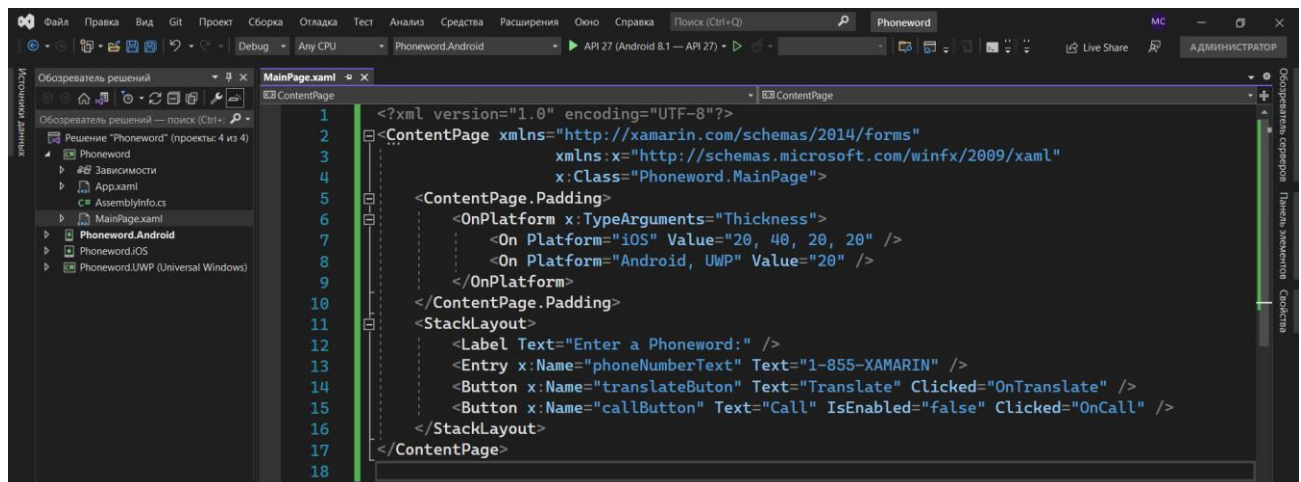 Файл Правка Вид Git Проект Сборка Отладка Тест Анализ Средства Расширения Окно Справка Поиск (Ctrl+Q) Phoneword МС
Debug Any CPU Phoneword.Android API 27 (Android 8.1 — API 27) Live Share АДМИНИСТРАТОР
Источники данных
Обозреватель решений
Обозреватель решений — поиск (Ctrl+;
Решение "Phoneword" (проекты: 4 из 4)
Phoneword
Зависимости
App.xaml
C# AssemblyInfo.cs
MainPage.xaml
Phoneword.Android
Phoneword.iOS
Phoneword.UWP (Universal Windows)
MainPage.xaml
ContentPage ContentPage
1 <?xml version="1.0" encoding="UTF-8"?>
2 <ContentPage xmlns="http://xamarin.com/schemas/2014/forms"
3 xmlns:x="http://schemas.microsoft.com/winfx/2009/xaml"
4 x:Class="Phoneword.MainPage">
5 <ContentPage.Padding>
6 <OnPlatform x:TypeArguments="Thickness">
7 <On Platform="iOS" Value="20, 40, 20, 20" />
8 <On Platform="Android, UWP" Value="20" />
9 </OnPlatform>
10 </ContentPage.Padding>
11 <StackLayout>
12 <Label Text="Enter a Phoneword:" />
13 <Entry x:Name="phoneNumberText" Text="1-855-XAMARIN" />
14 <Button x:Name="translateButon" Text="Translate" Clicked="OnTranslate" />
15 <Button x:Name="callButton" Text="Call" IsEnabled="false" Clicked="OnCall" />
16 </StackLayout>
17 </ContentPage>
18
Обозреватель серверов
Панель элементов
Свойства